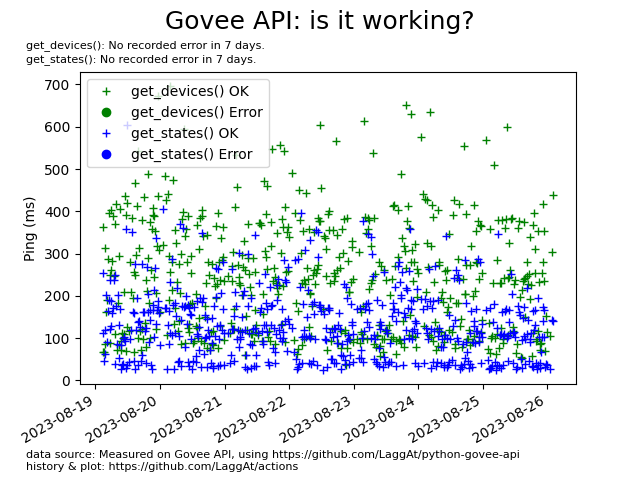 Govee API: is it working?
get_devices(): No recorded error in 7 days.
get_states(): No recorded error in 7 days.
get_devices() OK
get_devices() Error
get_states() OK
get_states() Error
Ping (ms)
700
600
500
400
300
200
100
0
2023-08-19
2023-08-20
2023-08-21
2023-08-22
2023-08-23
2023-08-24
2023-08-25
2023-08-26
data source: Measured on Govee API, using https://github.com/LaggAt/python-govee-api
history & plot: https://github.com/LaggAt/actions